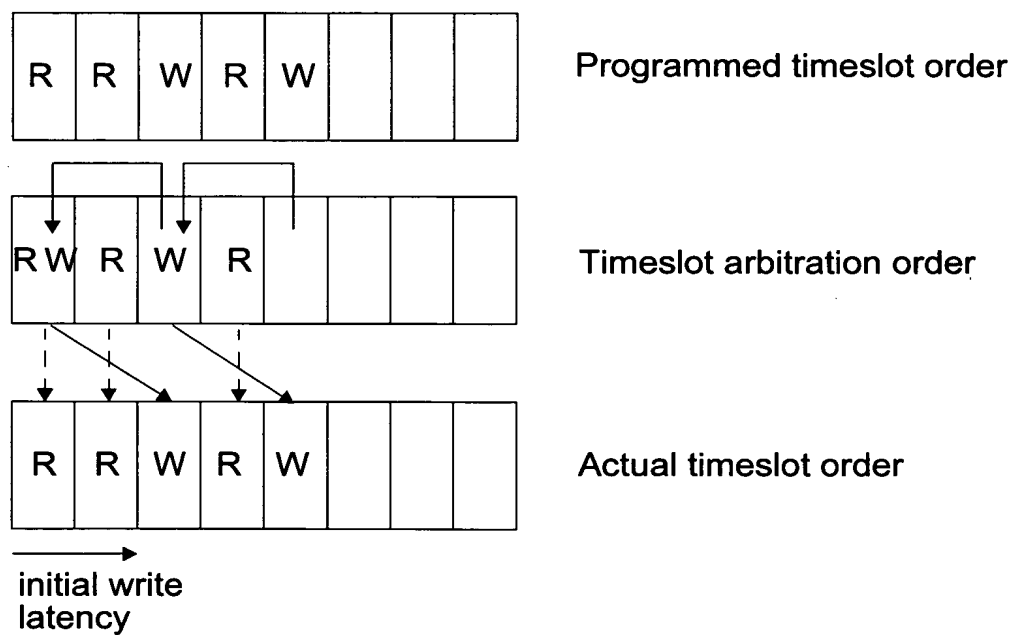 R R W R W Programmed timeslot order
R W R W R Timeslot arbitration order
R R W R W Actual timeslot order
initial write
latency